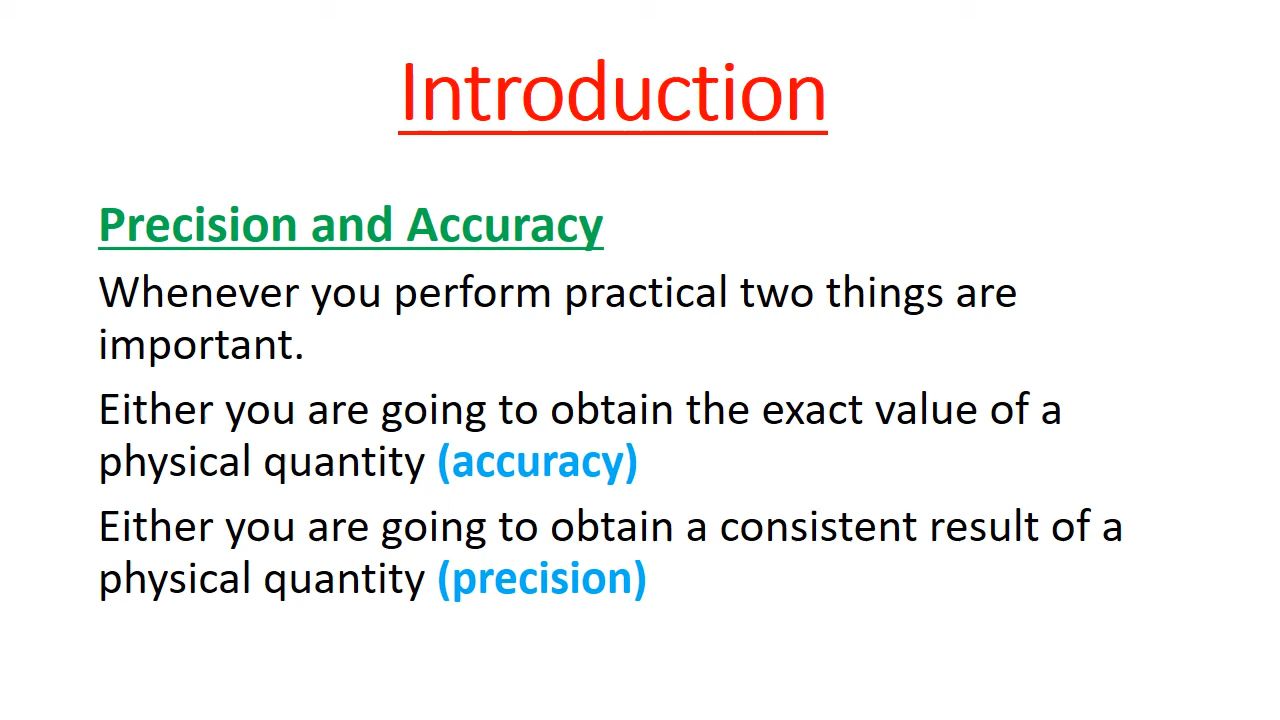 Introduction
Precision and Accuracy
Whenever you perform practical two things are
important.
Either you are going to obtain the exact value of a
physical quantity (accuracy)
Either you are going to obtain a consistent result of a
physical quantity (precision)